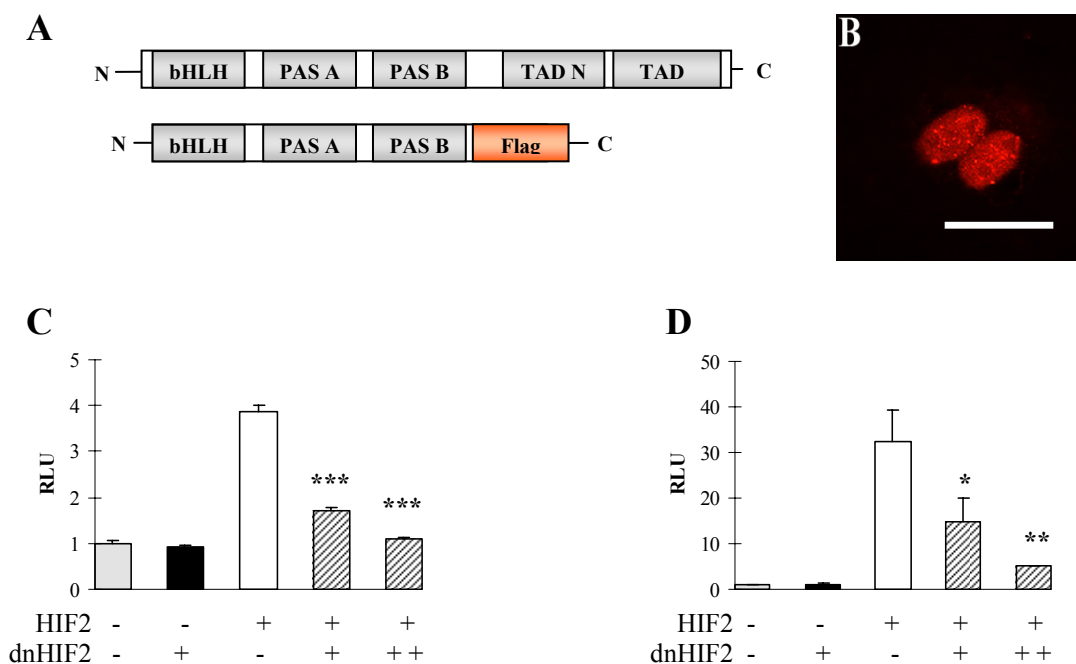 A
N bHLH PAS A PAS B TAD N TAD C
N bHLH PAS A PAS B Flag C
B
C
RLU
5
4
3
2
1
0
*** ***
HIF2 - - + + +
dnHIF2 - + - + ++
D
RLU
50
40
30
20
10
0
* **
HIF2 - - + + +
dnHIF2 - + - + ++